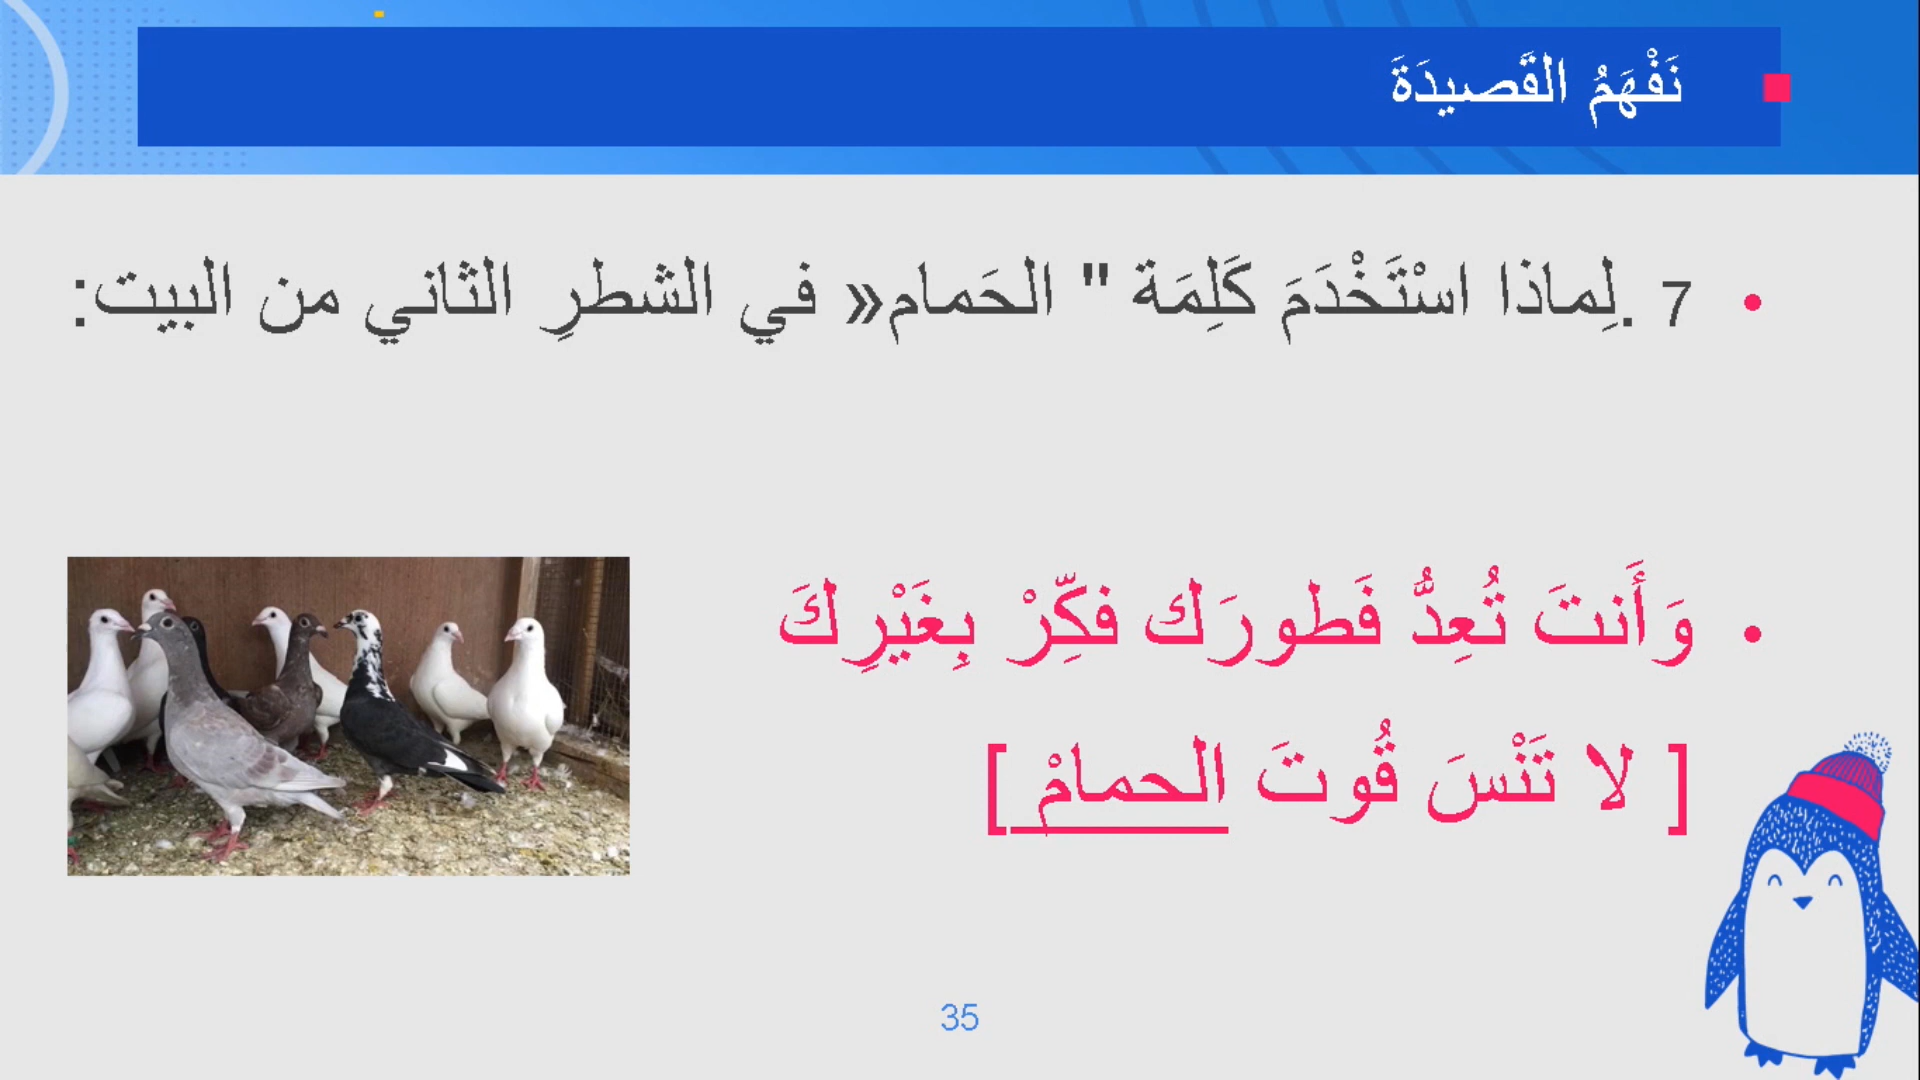 نَفْهَمُ القَصيدَةَ
7 .لِماذا اسْتَخْدَمَ كَلِمَة " الحَمام» في الشطرِ الثاني من البيت:
وَأَنتَ تُعِدُّ فَطورَك فكِّرْ بِغَيْرِكَ
[ لا تَنْسَ قُوتَ الحمامْ ]
35